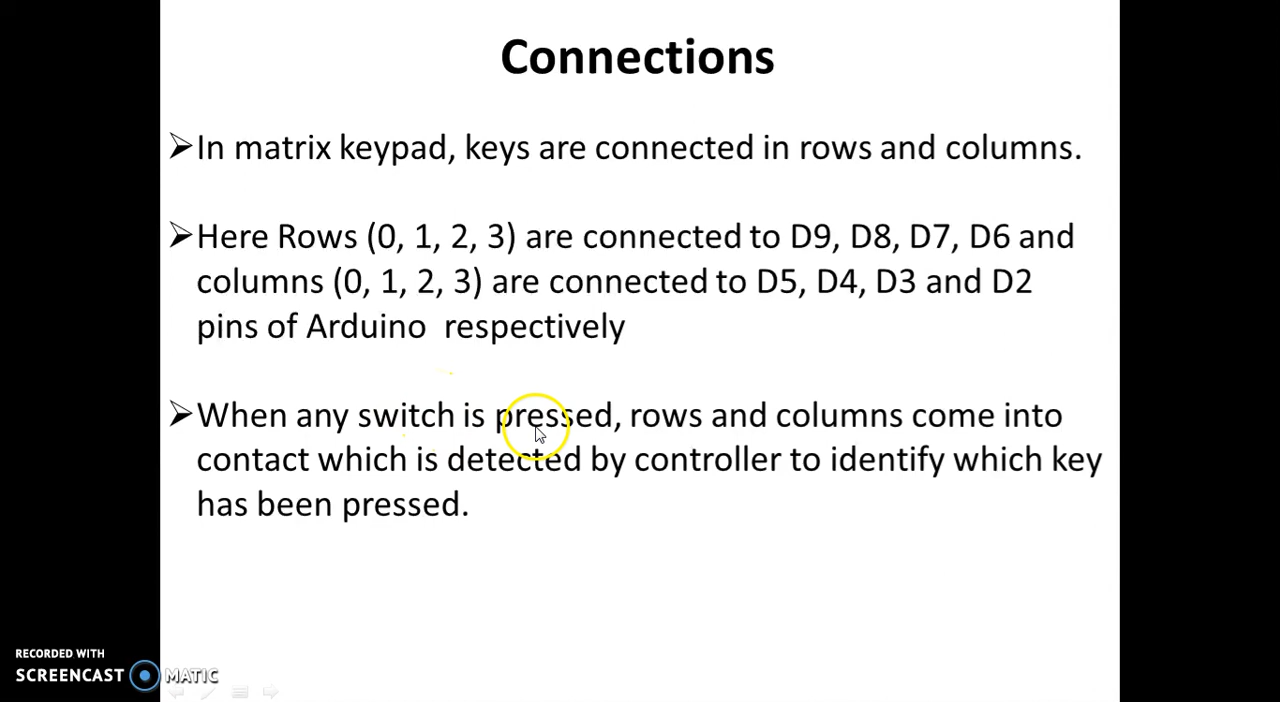 Connections
➢In matrix keypad, keys are connected in rows and columns.
➢Here Rows (0, 1, 2, 3) are connected to D9, D8, D7, D6 and
columns (0, 1, 2, 3) are connected to D5, D4, D3 and D2
pins of Arduino respectively
➢When any switch is pressed, rows and columns come into
contact which is detected by controller to identify which key
has been pressed.
RECORDED WITH
SCREENCAST MATIC